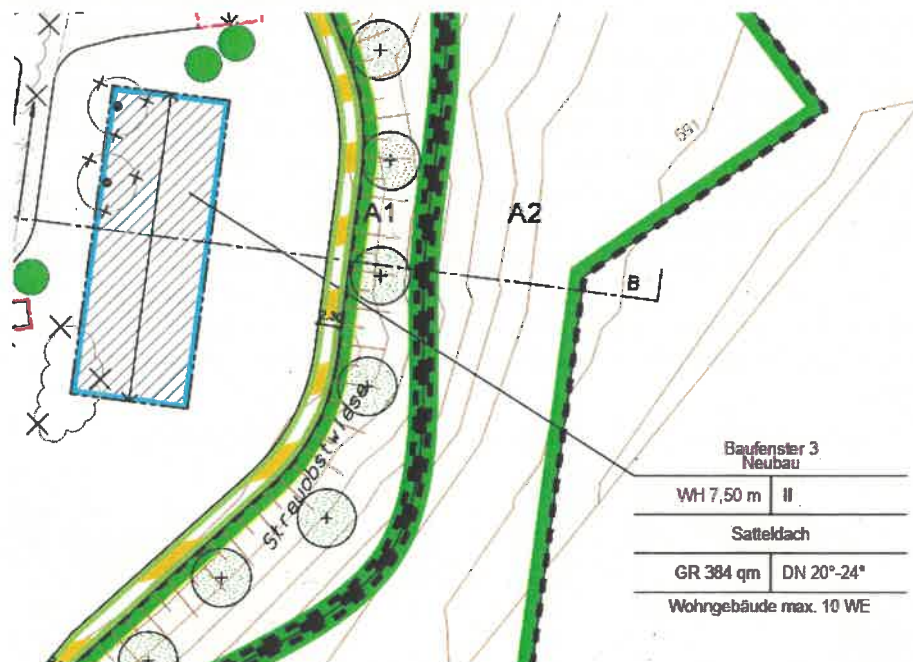 691
A1
A2
B
Streuobstwiese
Baufenster 3
Neubau
WH 7,50 m II
Satteldach
GR 384 qm DN 20°-24°
Wohngebäude max. 10 WE